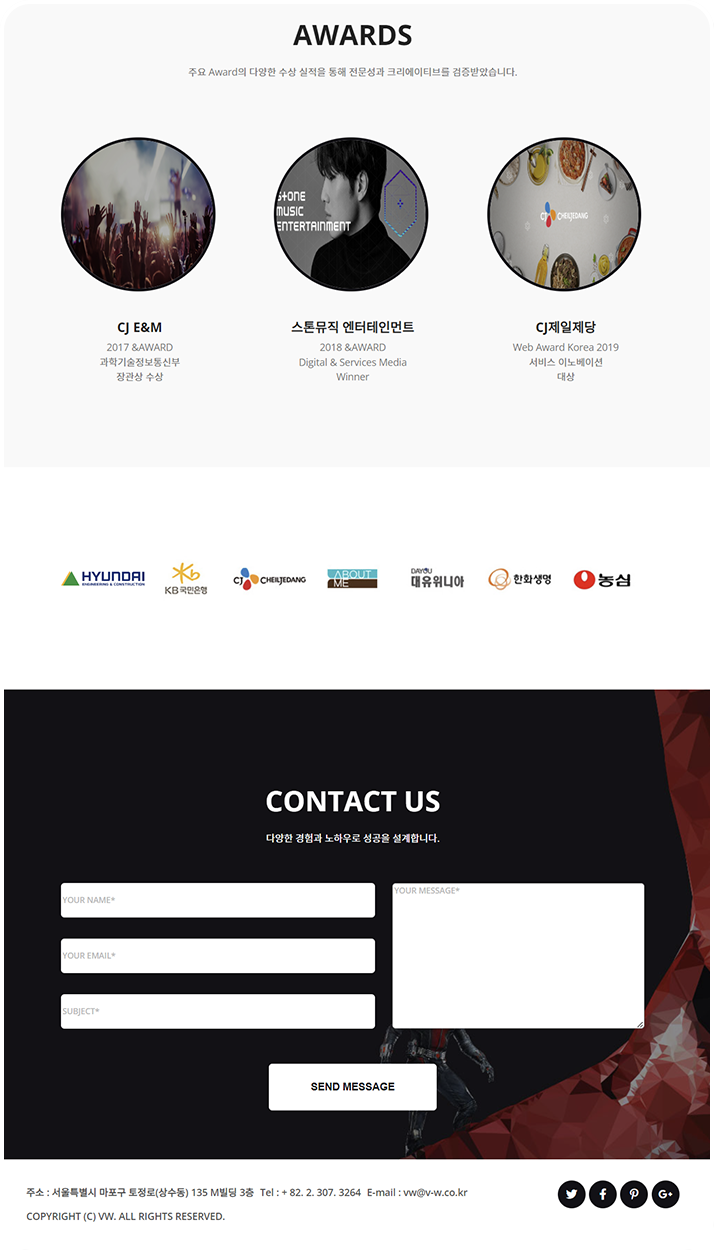 AWARDS
주요 Award의 다양한 수상 실적을 통해 전문성과 크리에이티브를 검증받았습니다.
S+ONE
MUSIC
ENTERTAINMENT
CJ CHEILJEDANG
CJ E&M
2017 &AWARD
과학기술정보통신부
장관상 수상
스톤뮤직 엔터테인먼트
2018 &AWARD
Digital & Services Media
Winner
CJ제일제당
Web Award Korea 2019
서비스 이노베이션
대상
HYUNDAI
ENGINEERING & CONSTRUCTION
Kb
KB국민은행
CJ CHEILJEDANG
ABOUT
ME
DAYOU
대유위니아
한화생명
농심
CONTACT US
다양한 경험과 노하우로 성공을 설계합니다.
YOUR NAME*
YOUR EMAIL*
SUBJECT*
YOUR MESSAGE*
SEND MESSAGE
주소 : 서울특별시 마포구 토정로(상수동) 135 M빌딩 3층 Tel : + 82. 2. 307. 3264 E-mail : vw@v-w.co.kr
COPYRIGHT (C) VW. ALL RIGHTS RESERVED.